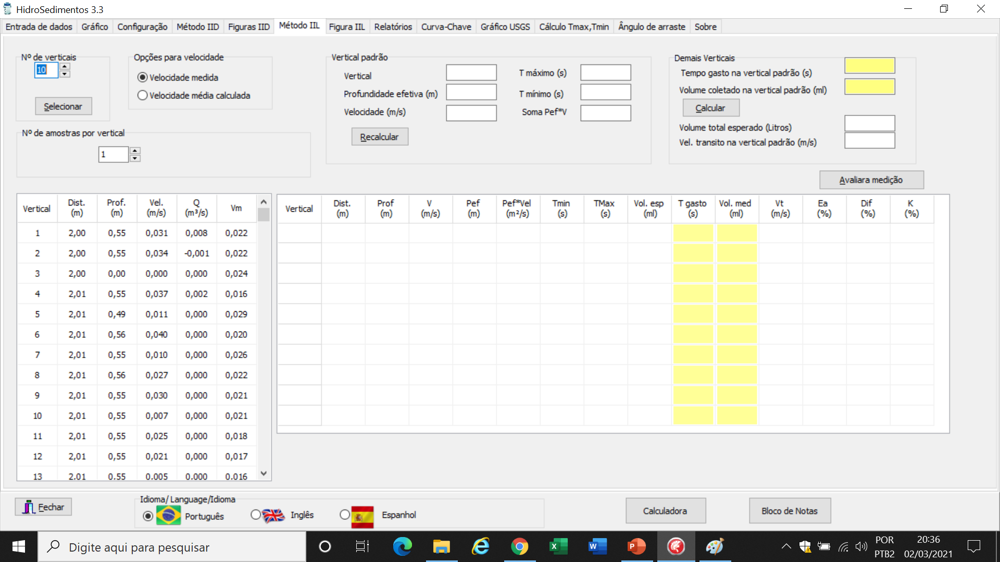 HidroSedimentos 3.3
Entrada de dados Gráfico Configuração Método IID Figuras IID Método IIL Figura IIL Relatórios Curva-Chave Gráfico USGS Cálculo Tmax,Tmin Ângulo de arraste Sobre
Nº de verticais
10
Selecionar
Opções para velocidade
Velocidade medida
Velocidade média calculada
Nº de amostras por vertical
1
Vertical padrão
Vertical
T máximo (s)
Profundidade efetiva (m)
T mínimo (s)
Velocidade (m/s)
Soma Pef*V
Recalcular
Demais Verticais
Tempo gasto na vertical padrão (s)
Volume coletado na vertical padrão (ml)
Calcular
Volume total esperado (Litros)
Vel. transito na vertical padrão (m/s)
Avaliara medição
Vertical Dist. (m) Prof. (m) Vel. (m/s) Q (m³/s) Vm
1 2,00 0,55 0,031 0,008 0,022
2 2,00 0,55 0,034 -0,001 0,022
3 2,00 0,00 0,000 0,000 0,024
4 2,01 0,55 0,037 0,002 0,016
5 2,01 0,49 0,011 0,000 0,029
6 2,01 0,56 0,040 0,000 0,020
7 2,01 0,55 0,010 0,000 0,026
8 2,01 0,56 0,027 0,000 0,022
9 2,01 0,55 0,030 0,000 0,021
10 2,01 0,55 0,007 0,000 0,021
11 2,01 0,55 0,025 0,000 0,018
12 2,01 0,55 0,021 0,000 0,017
13 2,01 0,55 0,005 0,000 0,016
Vertical Dist. (m) Prof (m) V (m/s) Pef (m) Pef*Vel (m²/s) Tmin (s) TMax (s) Vol. esp (ml) T gasto (s) Vol. med (ml) Vt (m/s) Ea (%) Dif (%) K (%)
Fechar
Idioma/ Language/Idioma
Português
Inglês
Espanhol
Calculadora
Bloco de Notas
Digite aqui para pesquisar
POR
PTB2
20:36
02/03/2021